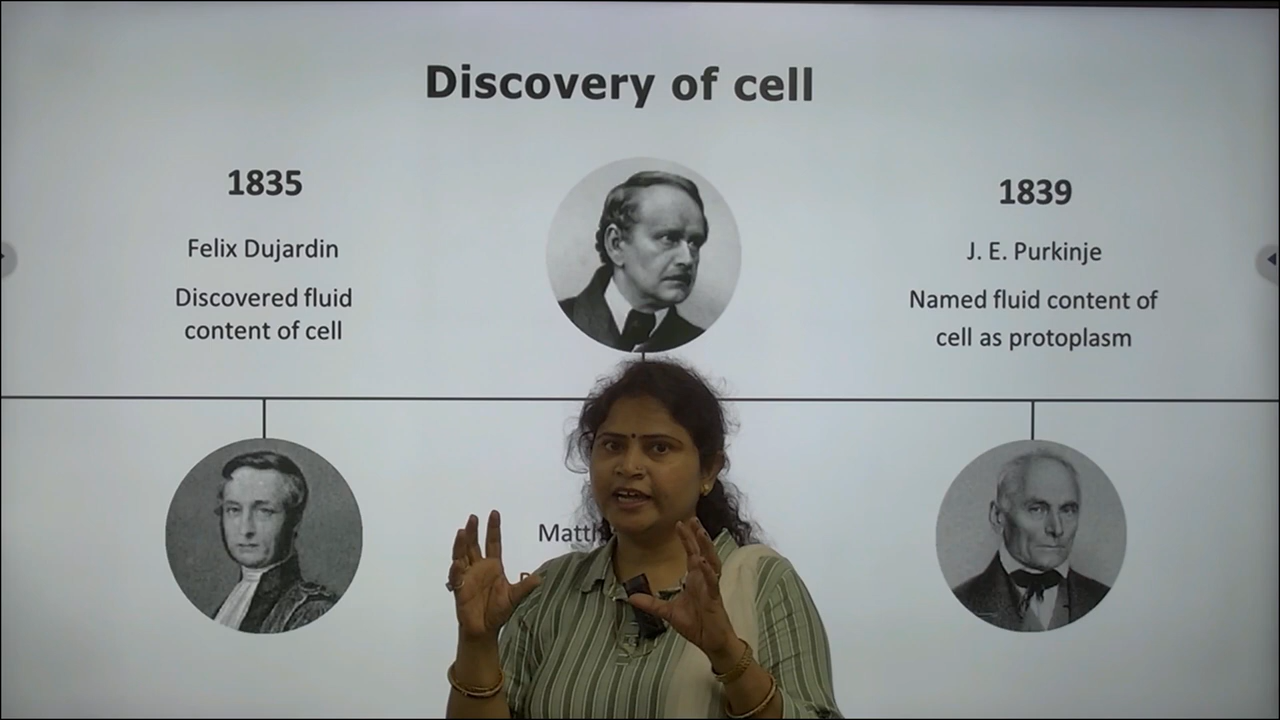 Discovery of cell
1835
Felix Dujardin
Discovered fluid
content of cell
1839
J. E. Purkinje
Named fluid content of
cell as protoplasm